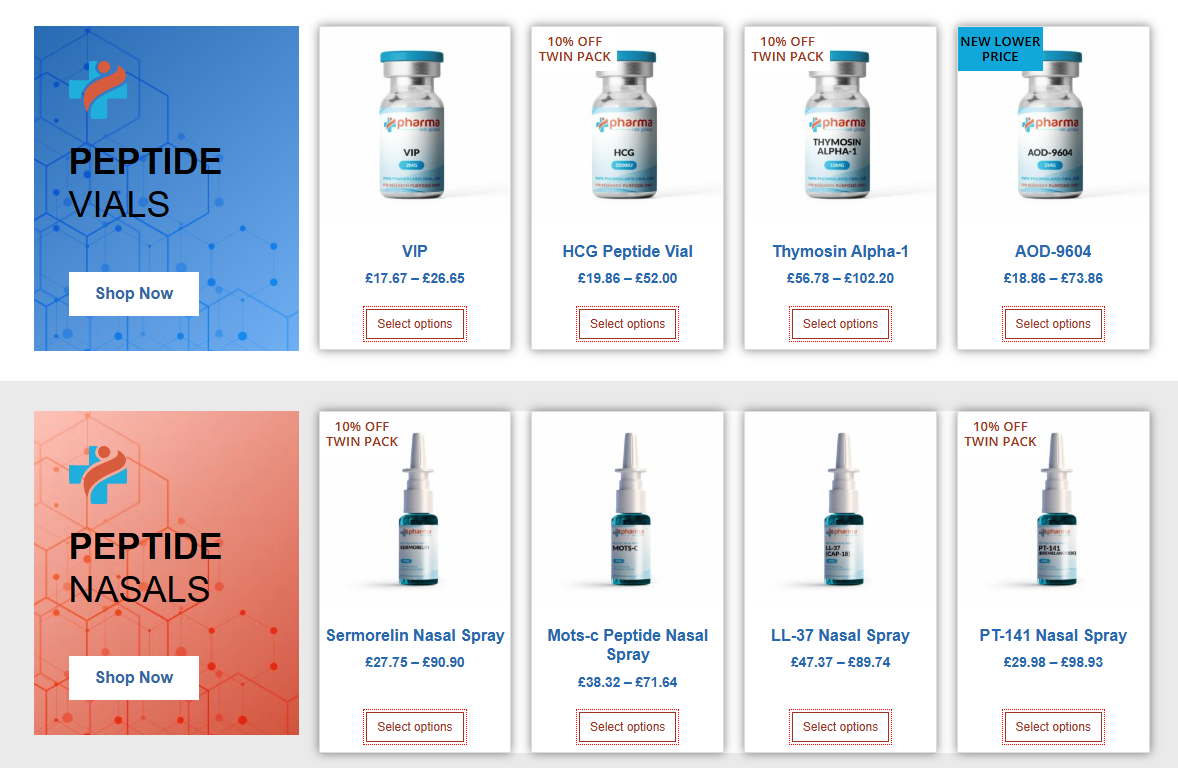 PEPTIDE
VIALS
Shop Now
pharma
VIP
2MG
VIP
£17.67 – £26.65
Select options
10% OFF
TWIN PACK
pharma
HCG
HCG Peptide Vial
£19.86 – £52.00
Select options
10% OFF
TWIN PACK
pharma
THYMOSIN
ALPHA-1
10MG
Thymosin Alpha-1
£56.78 – £102.20
Select options
NEW LOWER
PRICE
pharma
AOD-9604
2MG
AOD-9604
£18.86 – £73.86
Select options
PEPTIDE
NASALS
Shop Now
10% OFF
TWIN PACK
pharma
SERMORELIN
Sermorelin Nasal Spray
£27.75 – £90.90
Select options
pharma
MOTS-C
Mots-c Peptide Nasal
Spray
£38.32 – £71.64
Select options
pharma
LL-37
(CAP-18)
LL-37 Nasal Spray
£47.37 – £89.74
Select options
10% OFF
TWIN PACK
pharma
PT-141
PT-141 Nasal Spray
£29.98 – £98.93
Select options